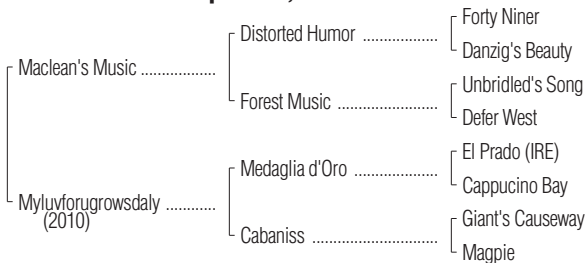 Forty Niner
Distorted Humor ..................
Danzig's Beauty
Maclean's Music .................
Unbridled's Song
Forest Music ........................
Defer West
El Prado (IRE)
Medaglia d'Oro ....................
Cappucino Bay
Myluvforugrowsdaly ...........
(2010)
Giant's Causeway
Cabaniss .............................
Magpie